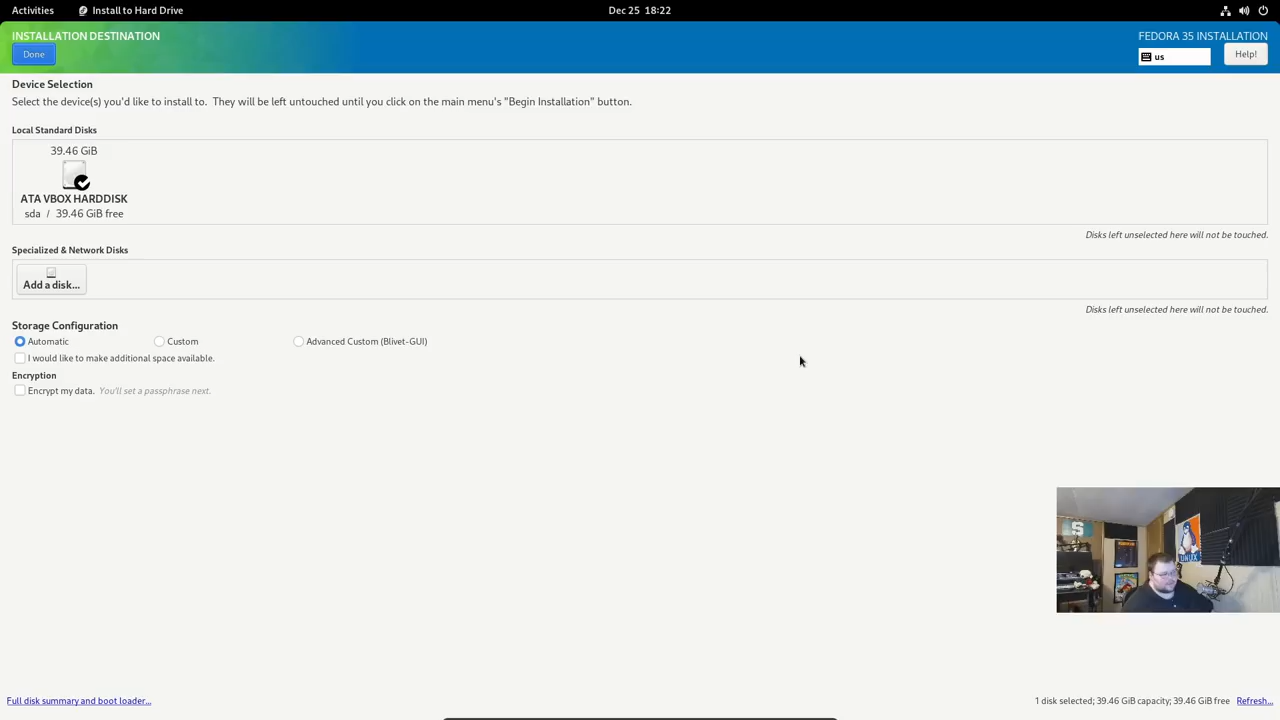 Activities
Install to Hard Drive
Dec 25 18:22
INSTALLATION DESTINATION
Done
FEDORA 35 INSTALLATION
us
Help!
Device Selection
Select the device(s) you'd like to install to. They will be left untouched until you click on the main menu's "Begin Installation" button.
Local Standard Disks
39.46 GiB
ATA VBOX HARDDISK
sda / 39.46 GiB free
Disks left unselected here will not be touched.
Specialized & Network Disks
Add a disk...
Disks left unselected here will not be touched.
Storage Configuration
Automatic
Custom
Advanced Custom (Blivet-GUI)
I would like to make additional space available.
Encryption
Encrypt my data. You'll set a passphrase next.
Full disk summary and boot loader...
1 disk selected; 39.46 GiB capacity; 39.46 GiB free
Refresh...